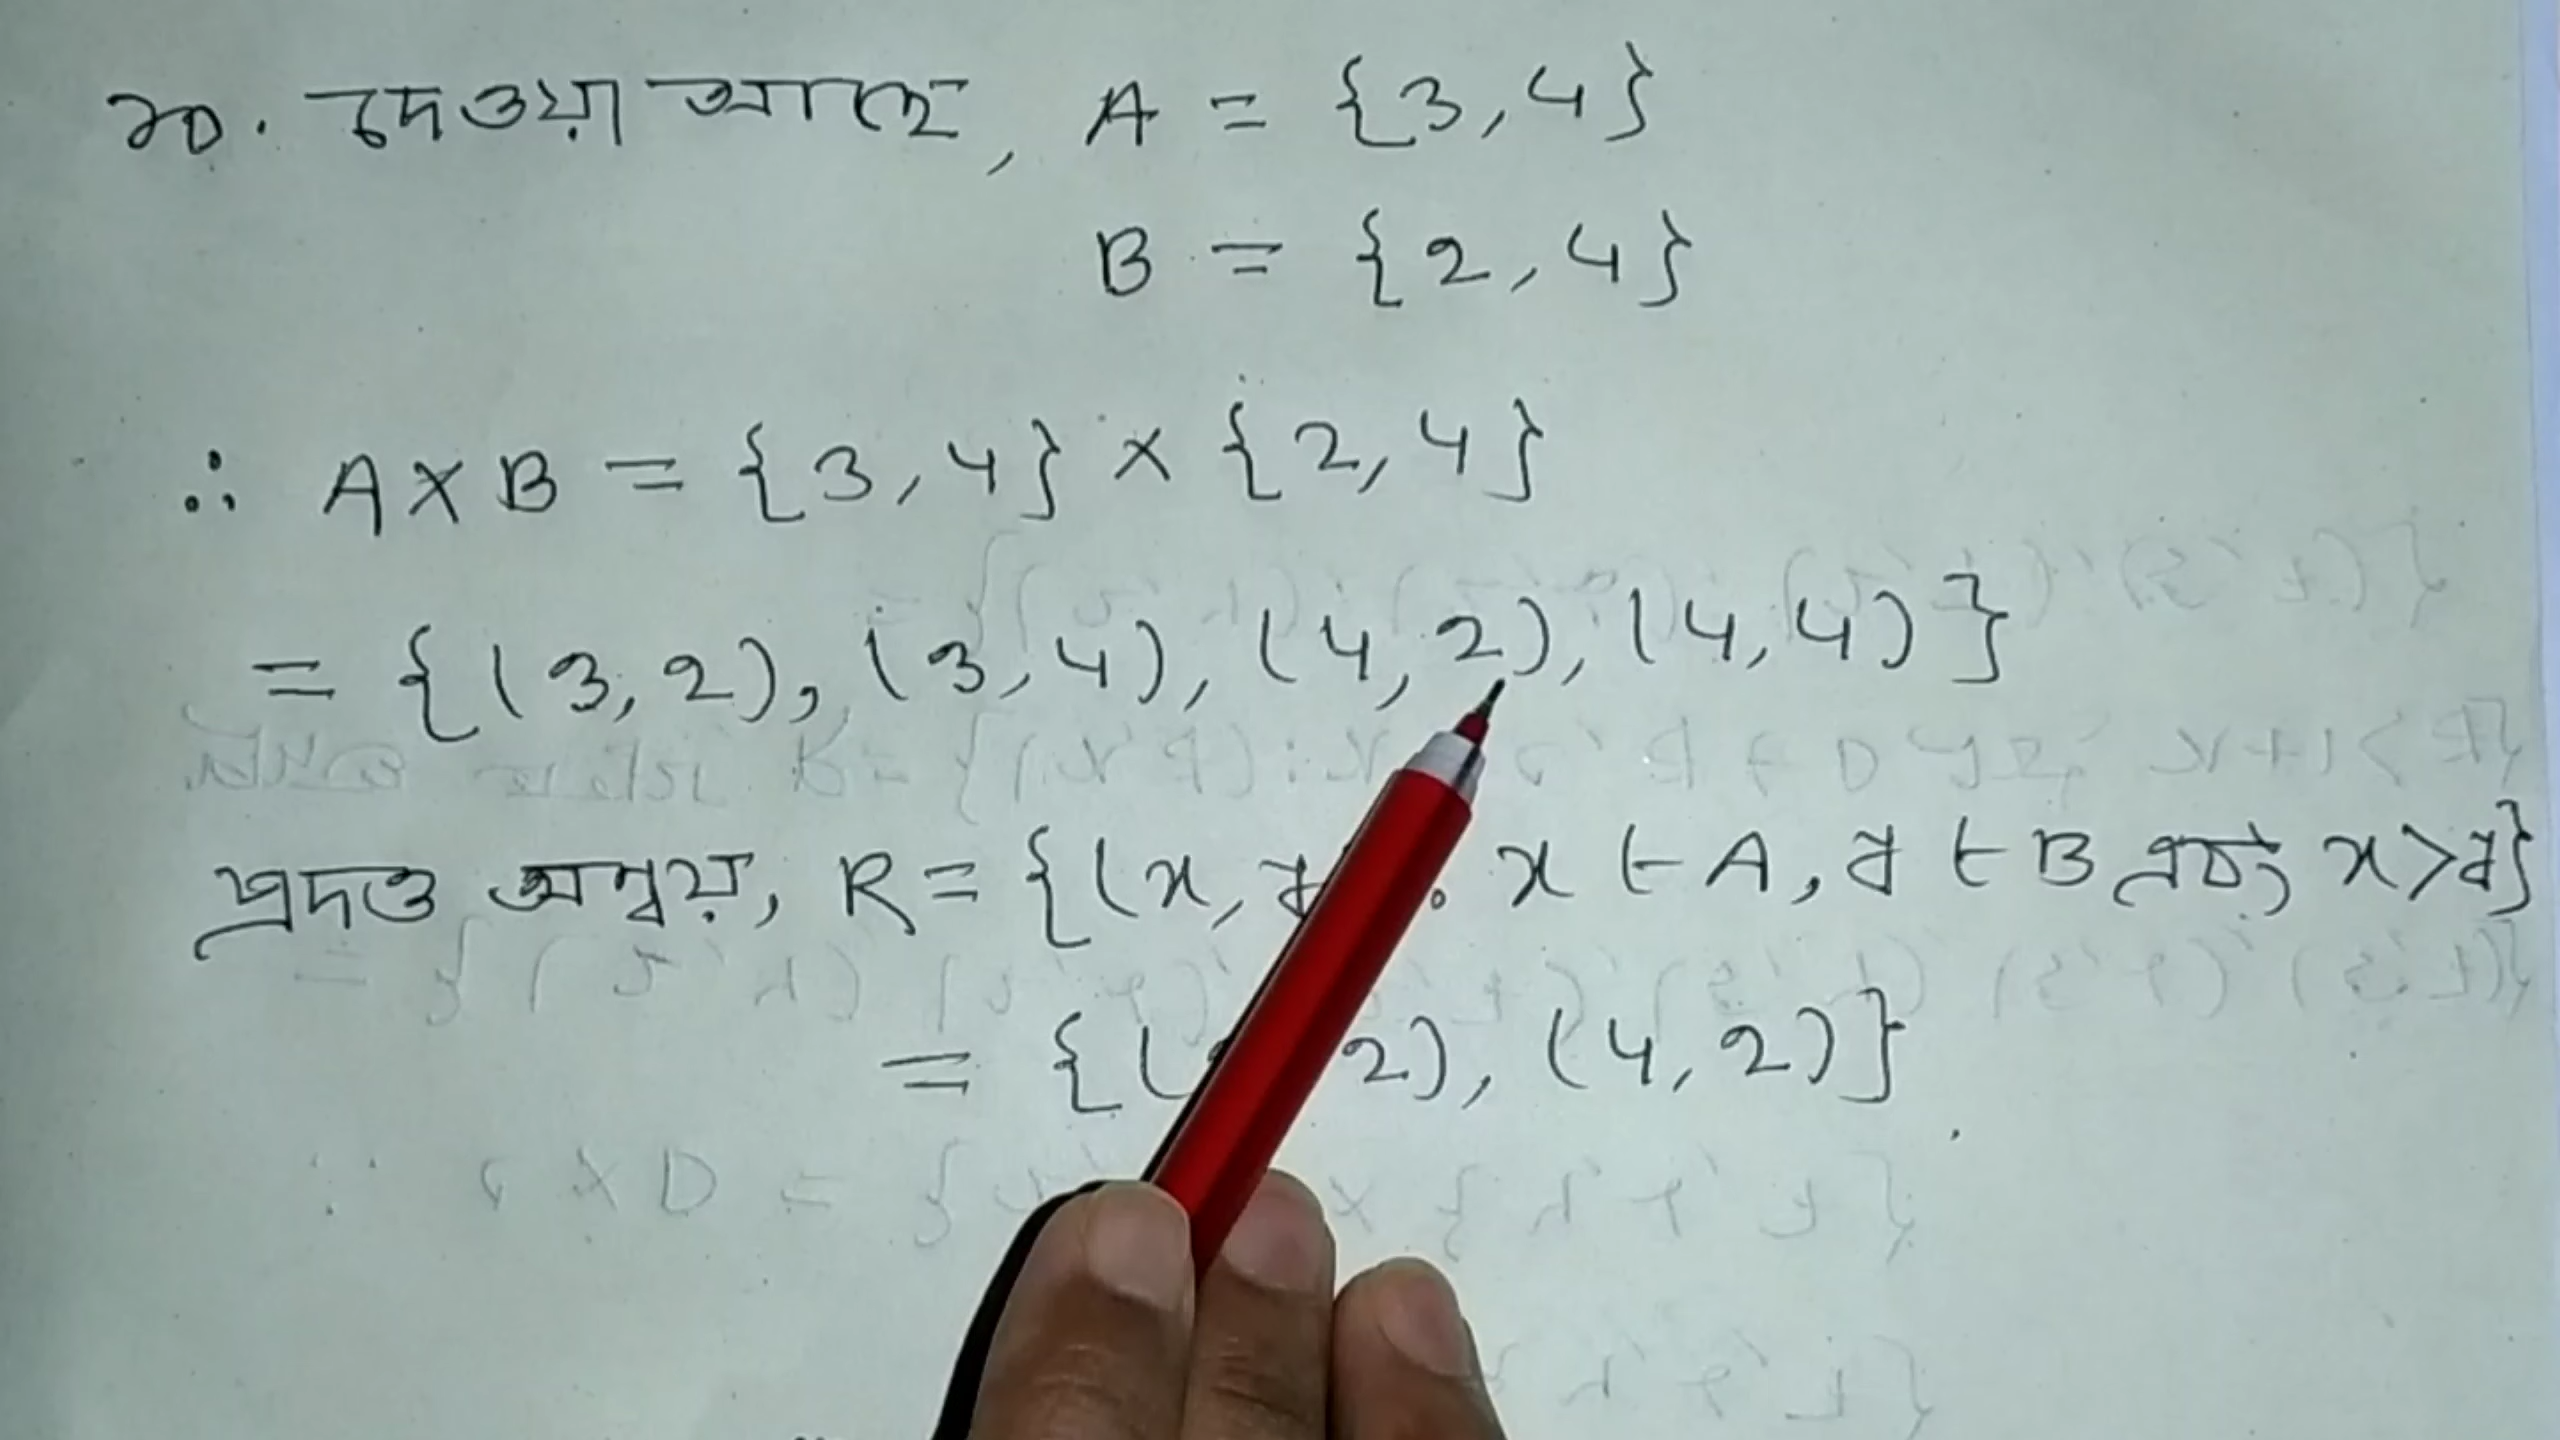 ২০. দেওয়া আছে, A = {3,4}
B = {2,4}
∴ A×B = {3,4} × {2,4}
= {(3,2), (3,4), (4,2), (4,4)}
প্রদত্ত অন্বয়, R = {(x, y : x ∈ A, y ∈ B এবং x>y}
= {( 2), (4,2)}